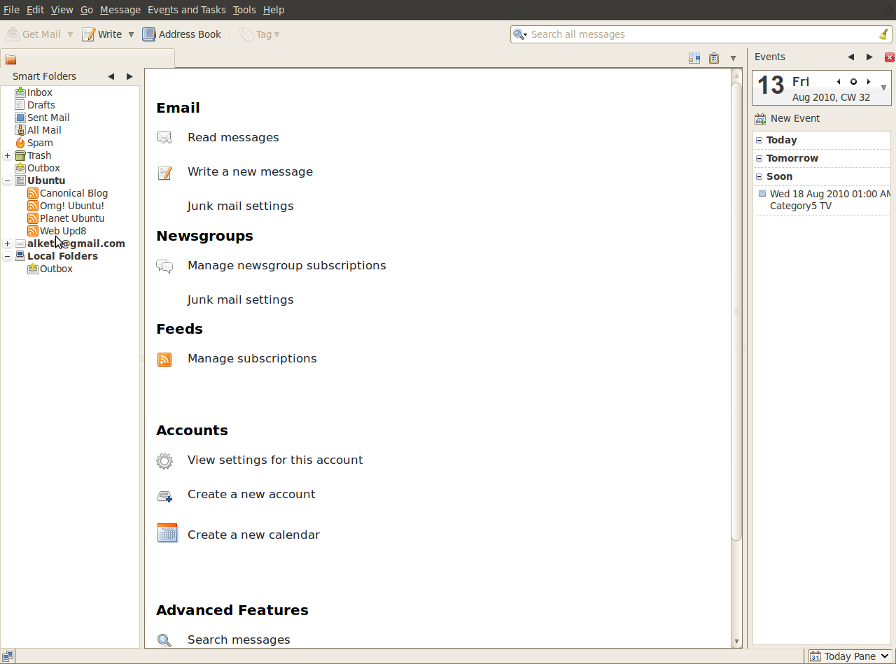 File Edit View Go Message Events and Tasks Tools Help
Get Mail Write Address Book Tag Search all messages
Smart Folders
Inbox
Drafts
Sent Mail
All Mail
Spam
Trash
Outbox
Ubuntu
Canonical Blog
Omg! Ubuntu!
Planet Ubuntu
Web Upd8
@gmail.com
Local Folders
Outbox
Email
Read messages
Write a new message
Junk mail settings
Newsgroups
Manage newsgroup subscriptions
Junk mail settings
Feeds
Manage subscriptions
Accounts
View settings for this account
Create a new account
Create a new calendar
Advanced Features
Search messages
Events
13 Fri
Aug 2010, CW 32
New Event
Today
Tomorrow
Soon
Wed 18 Aug 2010 01:00 AM
Category5 TV
31 Today Pane